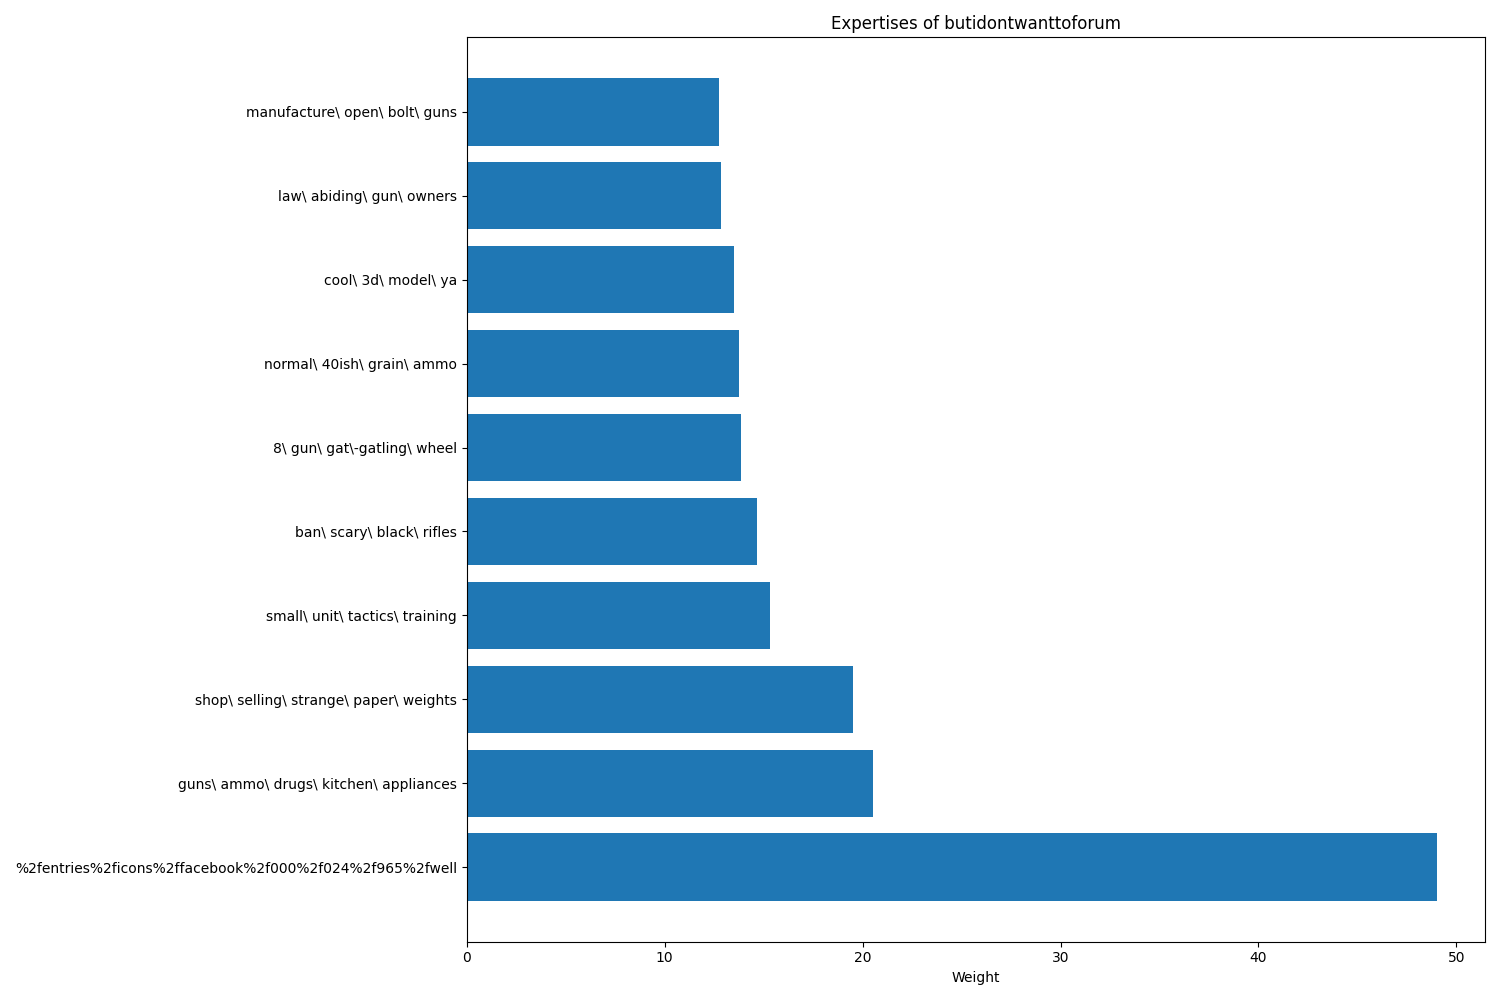 Expertises of butidontwanttoforum
manufacture\ open\ bolt\ guns
law\ abiding\ gun\ owners
cool\ 3d\ model\ ya
normal\ 40ish\ grain\ ammo
8\ gun\ gat\-gatling\ wheel
ban\ scary\ black\ rifles
small\ unit\ tactics\ training
shop\ selling\ strange\ paper\ weights
guns\ ammo\ drugs\ kitchen\ appliances
%2fentries%2ficons%2ffacebook%2f000%2f024%2f965%2fwell
0 10 20 30 40 50
Weight